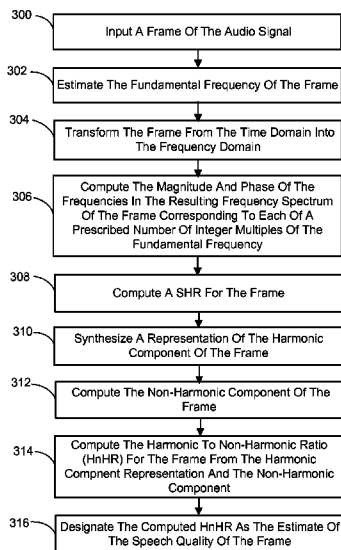 300
Input A Frame Of The Audio Signal
302
Estimate The Fundamental Frequency Of The Frame
304
Transform The Frame From The Time Domain Into
The Frequency Domain
306
Compute The Magnitude And Phase Of The
Frequencies In The Resulting Frequency Spectrum
Of The Frame Corresponding To Each Of A
Prescribed Number Of Integer Multiples Of The
Fundamental Frequency
308
Compute A SHR For The Frame
310
Synthesize A Representation Of The Harmonic
Component Of The Frame
312
Compute The Non-Harmonic Component Of The
Frame
314
Compute The Harmonic To Non-Harmonic Ratio
(HnHR) For The Frame From The Harmonic
Compnent Representation And The Non-Harmonic
Component
316
Designate The Computed HnHR As The Estimate Of
The Speech Quality Of The Frame